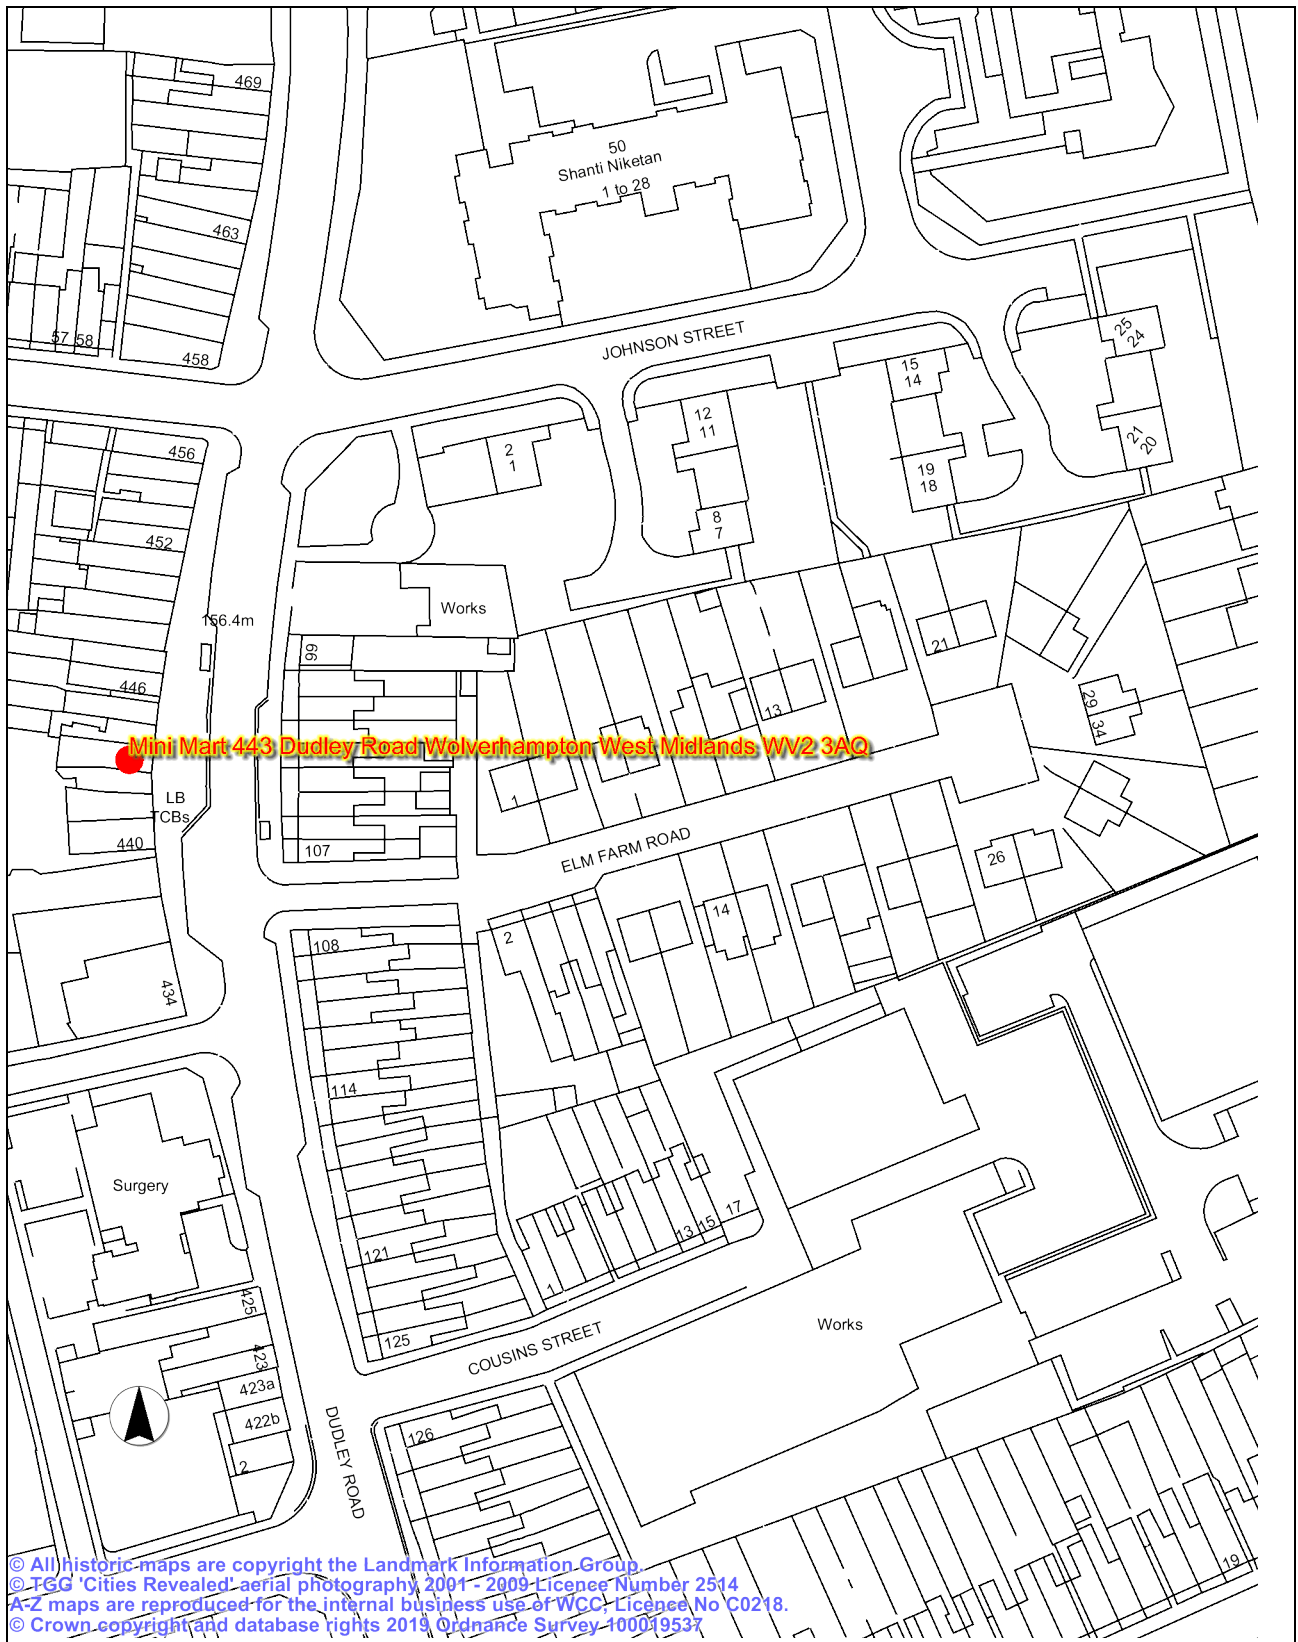 469
50
Shanti Niketan
1 to 28
463
57
58
458
JOHNSON STREET
25
24
15
14
12
11
21
20
456
2
1
19
18
8
7
452
156.4m
Works
99
21
446
29
34
13
Mini Mart 443 Dudley Road Wolverhampton West Midlands WV2 3AQ
1
LB
TCBs
440
107
ELM FARM ROAD
26
14
108
2
434
114
Surgery
121
17
15
13
1
425
125
COUSINS STREET
Works
423
423a
422b
126
2
DUDLEY ROAD
19
© All historic maps are copyright the Landmark Information Group.
© TGG 'Cities Revealed' aerial photography 2001 - 2009 Licence Number 2514
A-Z maps are reproduced for the internal business use of WCC, Licence No C0218.
© Crown copyright and database rights 2019 Ordnance Survey 100019537